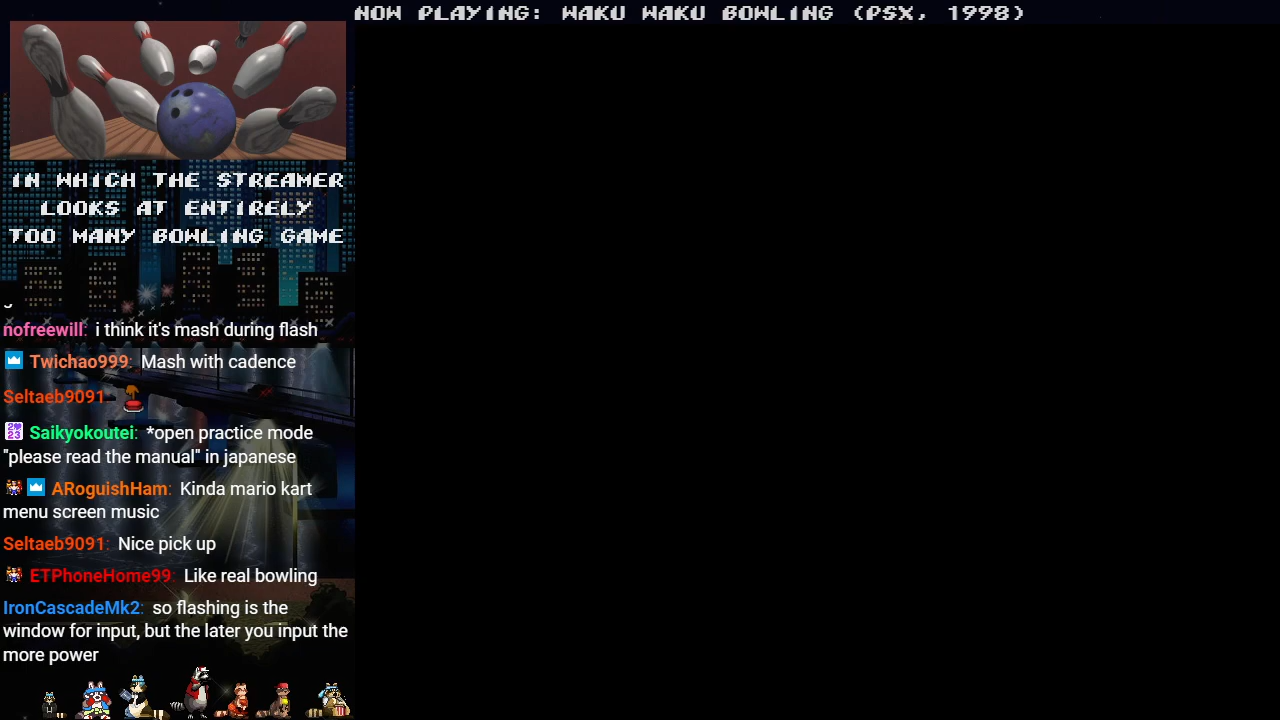 NOW PLAYING: WAKU WAKU BOWLING (PSX, 1998)
IN WHICH THE STREAMER
LOOKS AT ENTIRELY
TOO MANY BOWLING GAME
nofreewill: i think it's mash during flash
Twichao999: Mash with cadence
Seltaeb9091:
Saikyokoutei: *open practice mode
"please read the manual" in japanese
ARoguishHam: Kinda mario kart
menu screen music
Seltaeb9091: Nice pick up
ETPhoneHome99: Like real bowling
IronCascadeMk2: so flashing is the
window for input, but the later you input the
more power